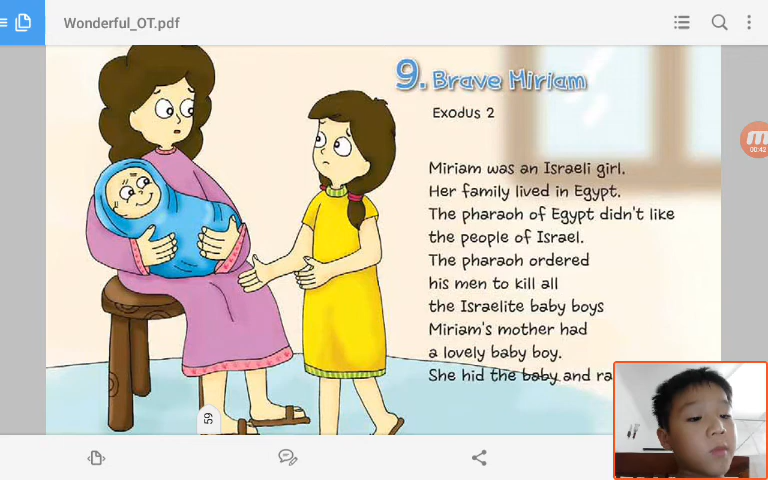 Wonderful_OT.pdf
9. Brave Miriam
Exodus 2
Miriam was an Israeli girl.
Her family lived in Egypt.
The pharaoh of Egypt didn't like
the people of Israel.
The pharaoh ordered
his men to kill all
the Israelite baby boys
Miriam's mother had
a lovely baby boy.
She hid the baby and
59
00:42